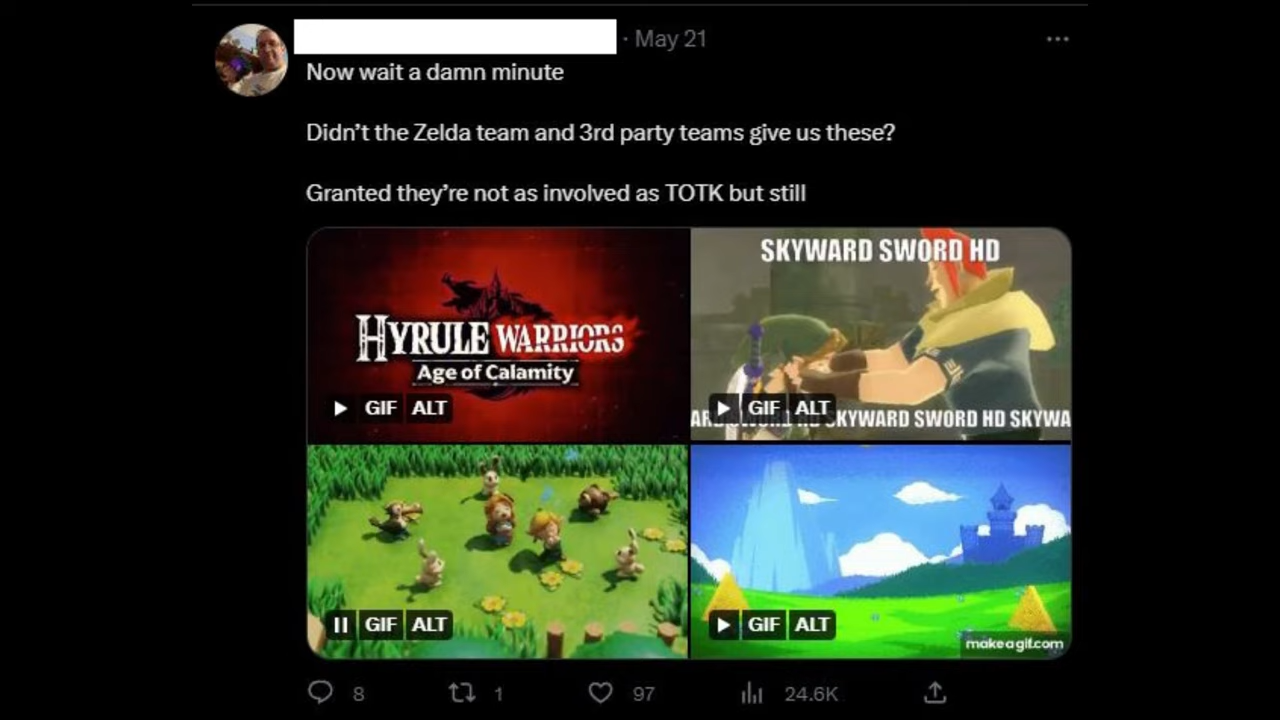 · May 21
Now wait a damn minute
Didn't the Zelda team and 3rd party teams give us these?
Granted they're not as involved as TOTK but still
HYRULE WARRIORS
Age of Calamity
GIF ALT
SKYWARD SWORD HD
SKYWARD SWORD HD SKYWA
GIF ALT
GIF ALT
GIF ALT
makeagif.com
8 1 97 24.6K